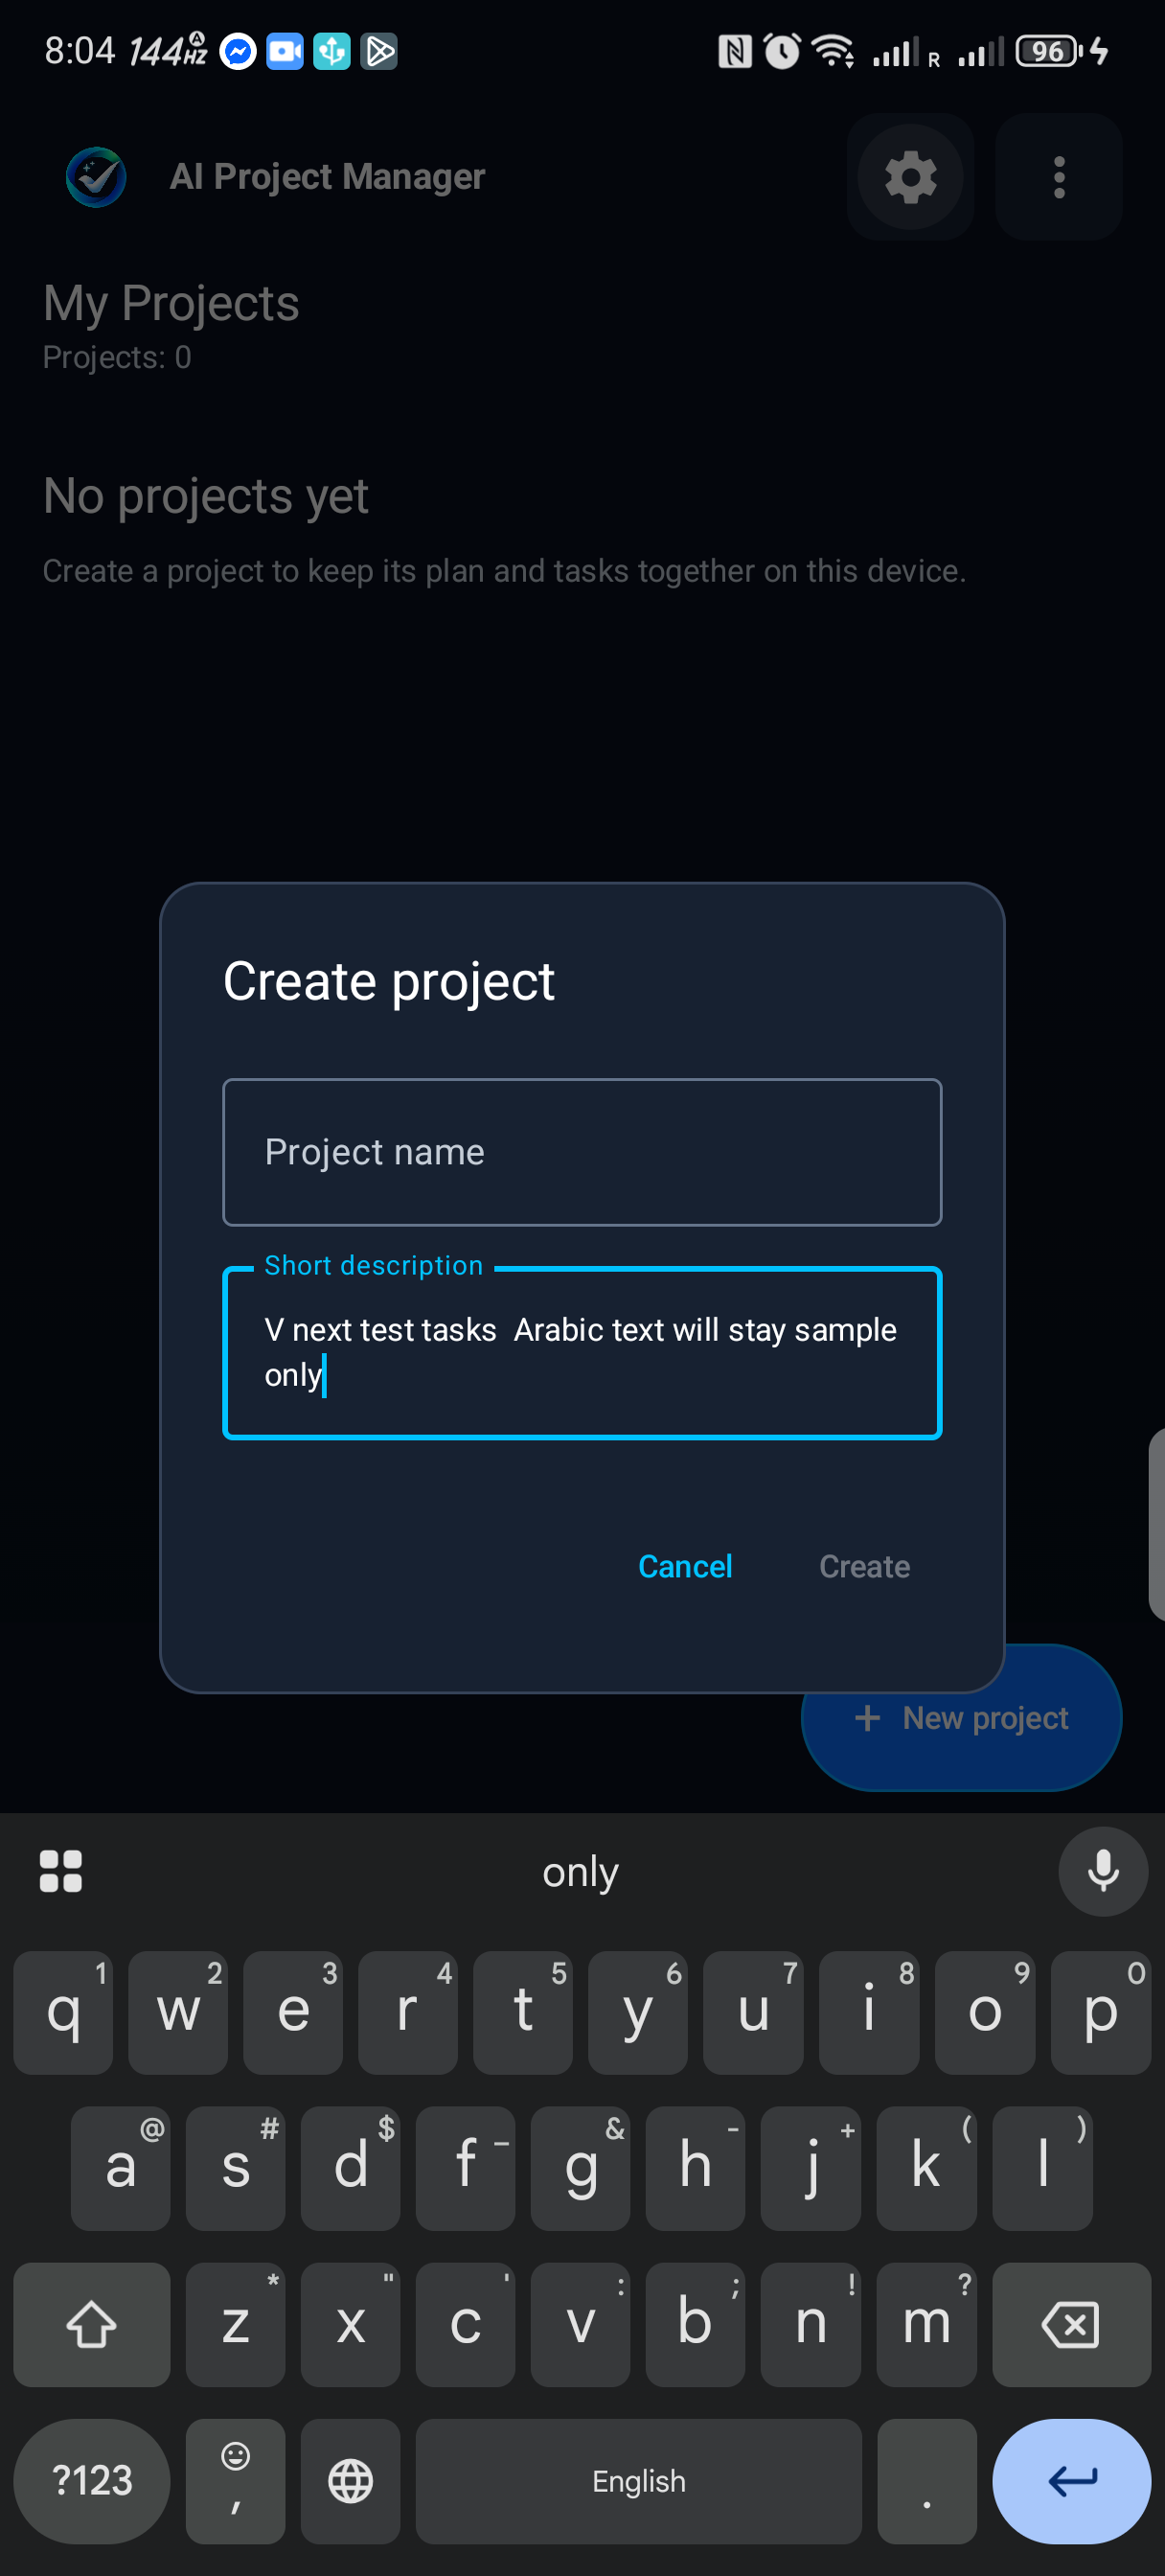 8:04 144HZ A R 96
AI Project Manager
My Projects
Projects: 0
No projects yet
Create a project to keep its plan and tasks together on this device.
Create project
Project name
Short description
V next test tasks  Arabic text will stay sample
only
Cancel Create
+ New project
only
q 1 w 2 e 3 r 4 t 5 y 6 u 7 i 8 o 9 p 0
a @ s # d $ f _ g & h - j + k ( l )
z * x " c ' v : b ; n ! m ?
?123 , English .